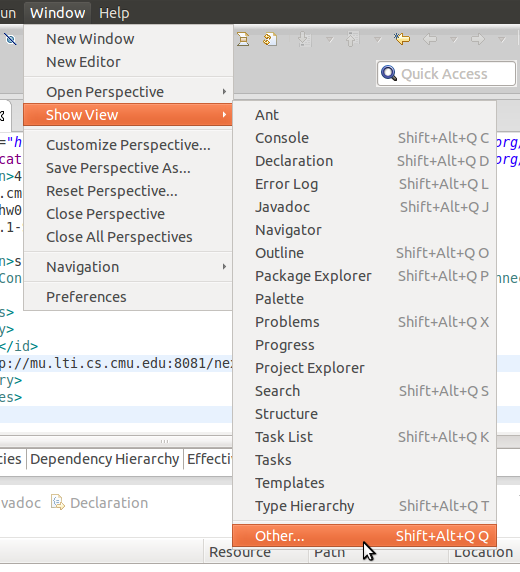 un Window Help
New Window
New Editor
Open Perspective
Show View
Customize Perspective...
Save Perspective As...
Reset Perspective...
Close Perspective
Close All Perspectives
Navigation
Preferences
Quick Access
Ant
Console Shift+Alt+Q C
Declaration Shift+Alt+Q D
Error Log Shift+Alt+Q L
Javadoc Shift+Alt+Q J
Navigator
Outline Shift+Alt+Q O
Package Explorer Shift+Alt+Q P
Palette
Problems Shift+Alt+Q X
Progress
Project Explorer
Search Shift+Alt+Q S
Structure
Task List Shift+Alt+Q K
Tasks
Templates
Type Hierarchy Shift+Alt+Q T
Other... Shift+Alt+Q Q
="h org/
cat org/
n>4
.cm
hw0
.1-
n>s
Con nnec
s>
y>
</id>
p://mu.lti.cs.cmu.edu:8081/nex
ry>
es>
cies Dependency Hierarchy Effectiv
vadoc Declaration
Resource Path Location